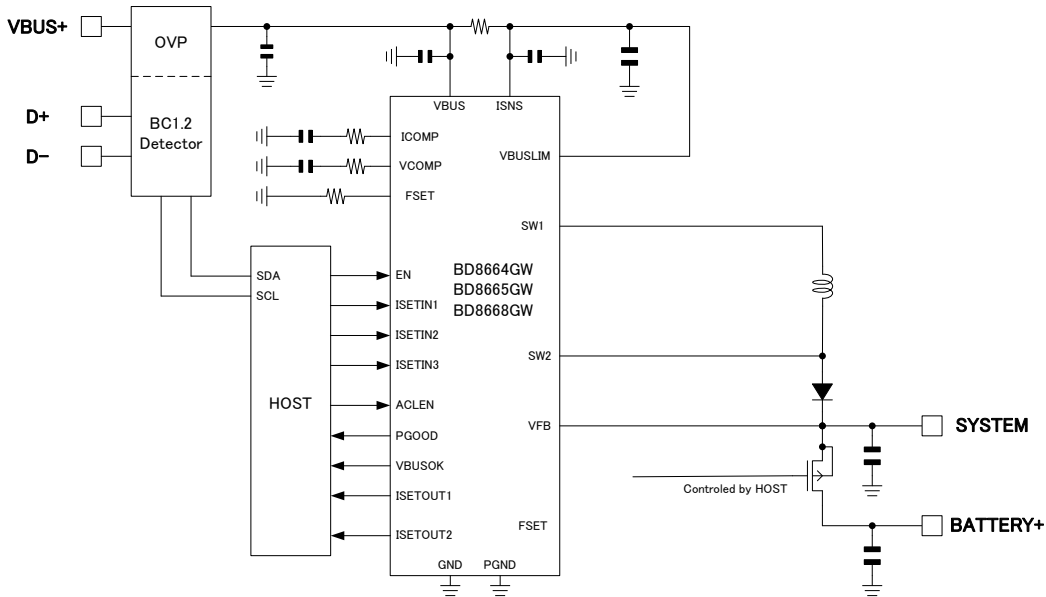 VBUS+
OVP
D+
D-
BC1.2
Detector
VBUS
ISNS
ICOMP
VCOMP
FSET
VBUSLIM
SW1
SW2
VFB
FSET
BD8664GW
BD8665GW
BD8668GW
SDA
SCL
HOST
EN
ISETIN1
ISETIN2
ISETIN3
ACLEN
PGOOD
VBUSOK
ISETOUT1
ISETOUT2
GND
PGND
Controled by HOST
SYSTEM
BATTERY+